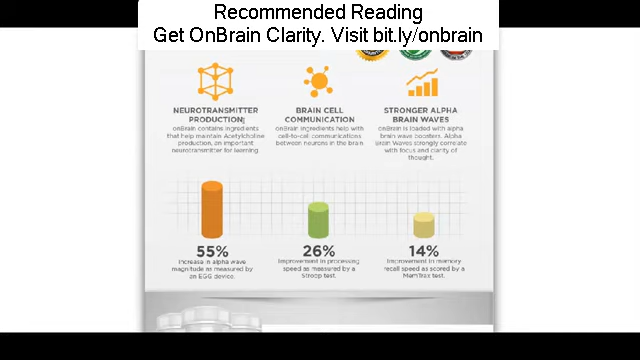 Recommended Reading
Get OnBrain Clarity. Visit bit.ly/onbrain
NEUROTRANSMITTER
PRODUCTION
onBrain contains ingredients
that help maintain Acetylcholine
production, an important
neurotransmitter for learning.
BRAIN CELL
COMMUNICATION
onBrain ingredients help with
cell-to-cell communications
between neurons in the brain
STRONGER ALPHA
BRAIN WAVES
onBrain is loaded with alpha
brain wave boosters. Alpha
Brain Waves strongly correlate
with focus and clarity of
thought.
55%
Increase in alpha wave
magnitude as measured by
an EGG device.
26%
Improvement in processing
speed as measured by a
Stroop test.
14%
Improvement in memory
recall speed as scored by a
MemTrax test.